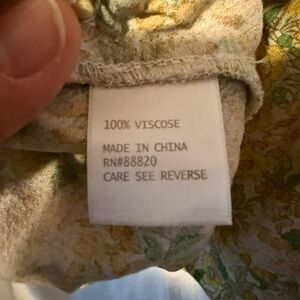 100% VISCOSE
MADE IN CHINA
RN#88820
CARE SEE REVERSE